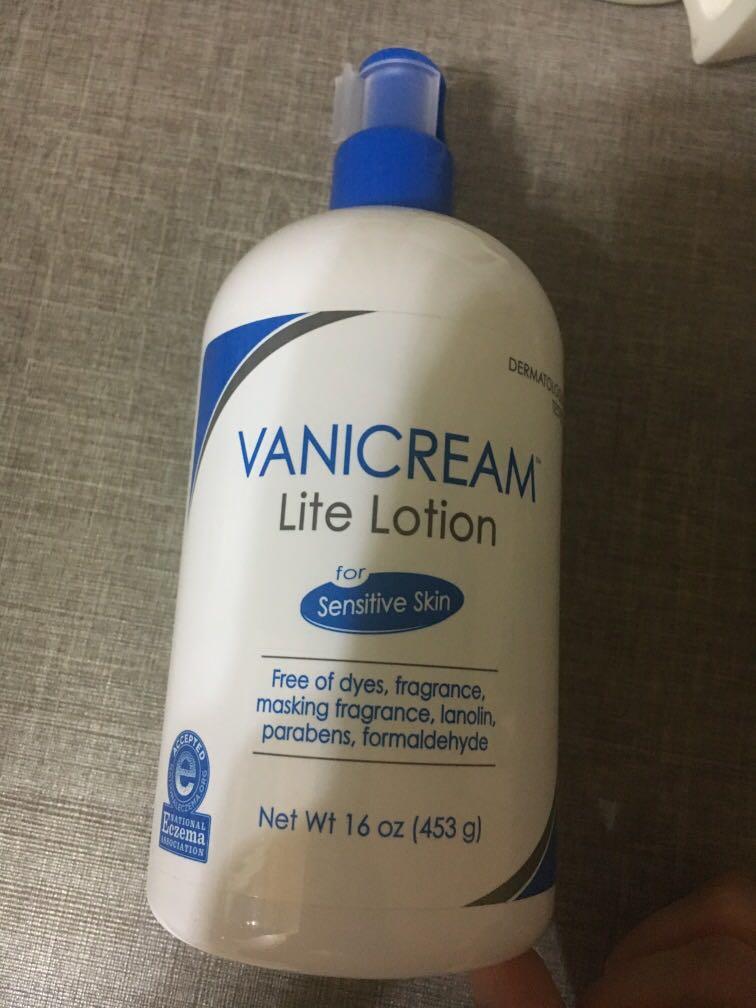 DERMATOLOG
VANICREAM™
Lite Lotion
for
Sensitive Skin
Free of dyes, fragrance,
masking fragrance, lanolin,
parabens, formaldehyde
ACCEPTED
e
NATIONAL
Eczema
ASSOCIATION
Net Wt 16 oz (453 g)